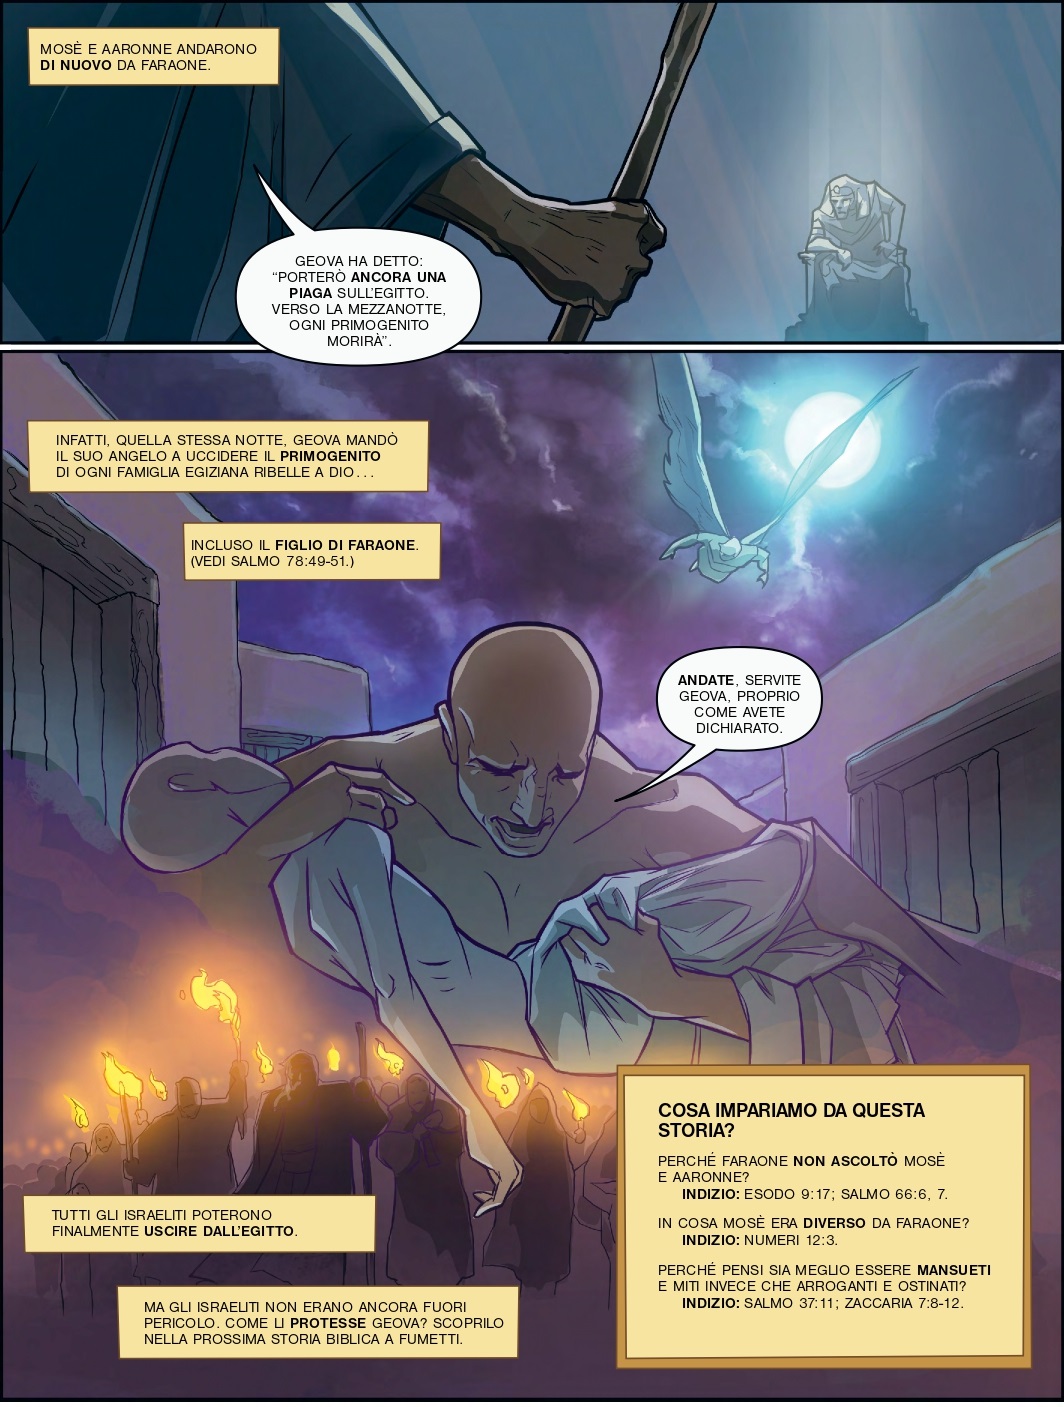 MOSÈ E AARONNE ANDARONO
DI NUOVO DA FARAONE.
GEOVA HA DETTO:
“PORTERÒ ANCORA UNA
PIAGA SULL’EGITTO.
VERSO LA MEZZANOTTE,
OGNI PRIMOGENITO
MORIRÀ”.
INFATTI, QUELLA STESSA NOTTE, GEOVA MANDÒ
IL SUO ANGELO A UCCIDERE IL PRIMOGENITO
DI OGNI FAMIGLIA EGIZIANA RIBELLE A DIO . . .
INCLUSO IL FIGLIO DI FARAONE.
(VEDI SALMO 78:49-51.)
ANDATE, SERVITE
GEOVA, PROPRIO
COME AVETE
DICHIARATO.
TUTTI GLI ISRAELITI POTERONO
FINALMENTE USCIRE DALL’EGITTO.
MA GLI ISRAELITI NON ERANO ANCORA FUORI
PERICOLO. COME LI PROTESSE GEOVA? SCOPRILO
NELLA PROSSIMA STORIA BIBLICA A FUMETTI.
COSA IMPARIAMO DA QUESTA
STORIA?
PERCHÉ FARAONE NON ASCOLTÒ MOSÈ
E AARONNE?
INDIZIO: ESODO 9:17; SALMO 66:6, 7.
IN COSA MOSÈ ERA DIVERSO DA FARAONE?
INDIZIO: NUMERI 12:3.
PERCHÉ PENSI SIA MEGLIO ESSERE MANSUETI
E MITI INVECE CHE ARROGANTI E OSTINATI?
INDIZIO: SALMO 37:11; ZACCARIA 7:8-12.